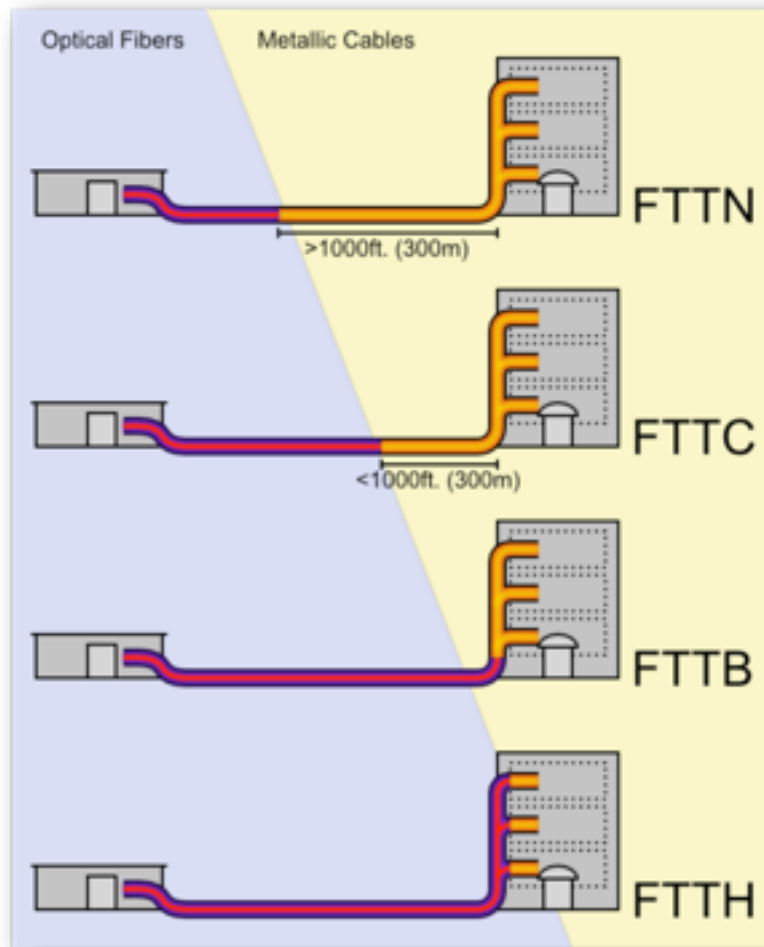 Optical Fibers
Metallic Cables
FTTN
>1000ft. (300m)
FTTC
<1000ft. (300m)
FTTB
FTTH